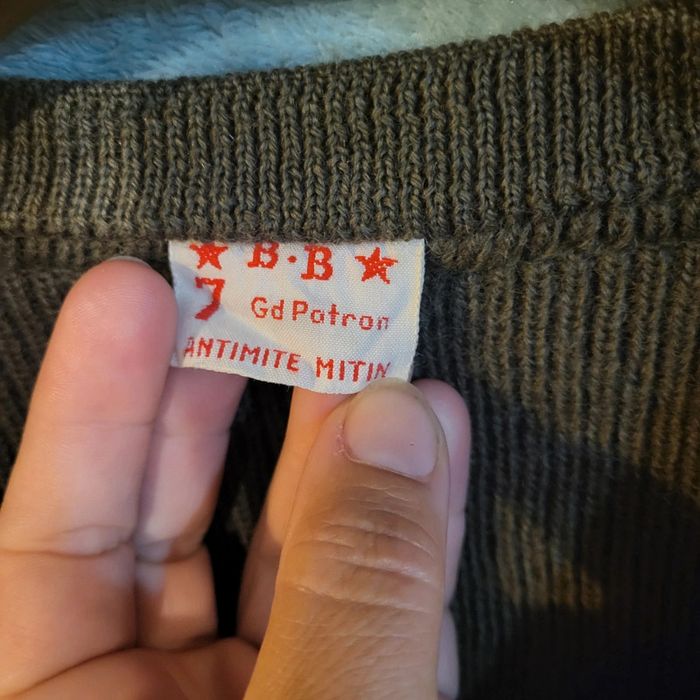 ★ B·B ★
7 Gd Patron
ANTIMITE MITIN